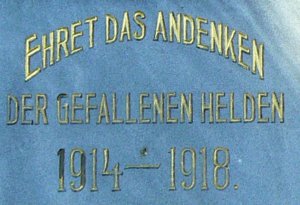 EHRET DAS ANDENKEN
DER GEFALLENEN HELDEN
1914 - 1918.